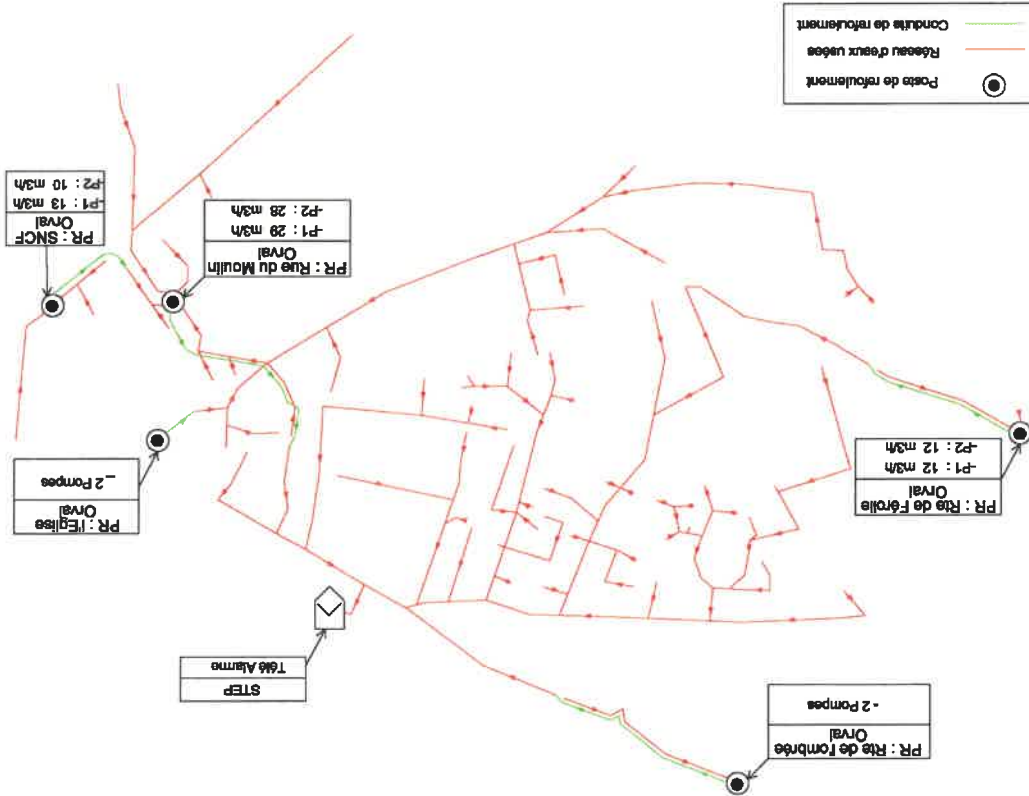 PR : Rte de l'ombrée
Orval
- 2 Pompes
STEP
Télé Alarme
PR : l'Eglise
Orval
_ 2 Pompes
PR : Rte de Férolle
Orval
-P1 : 12 m3/h
-P2 : 12 m3/h
PR : Rue du Moulin
Orval
-P1 : 29 m3/h
-P2 : 28 m3/h
PR : SNCF
Orval
-P1 : 13 m3/h
-P2 : 10 m3/h
Poste de refoulement
Réseau d'eaux usées
Conduite de refoulement